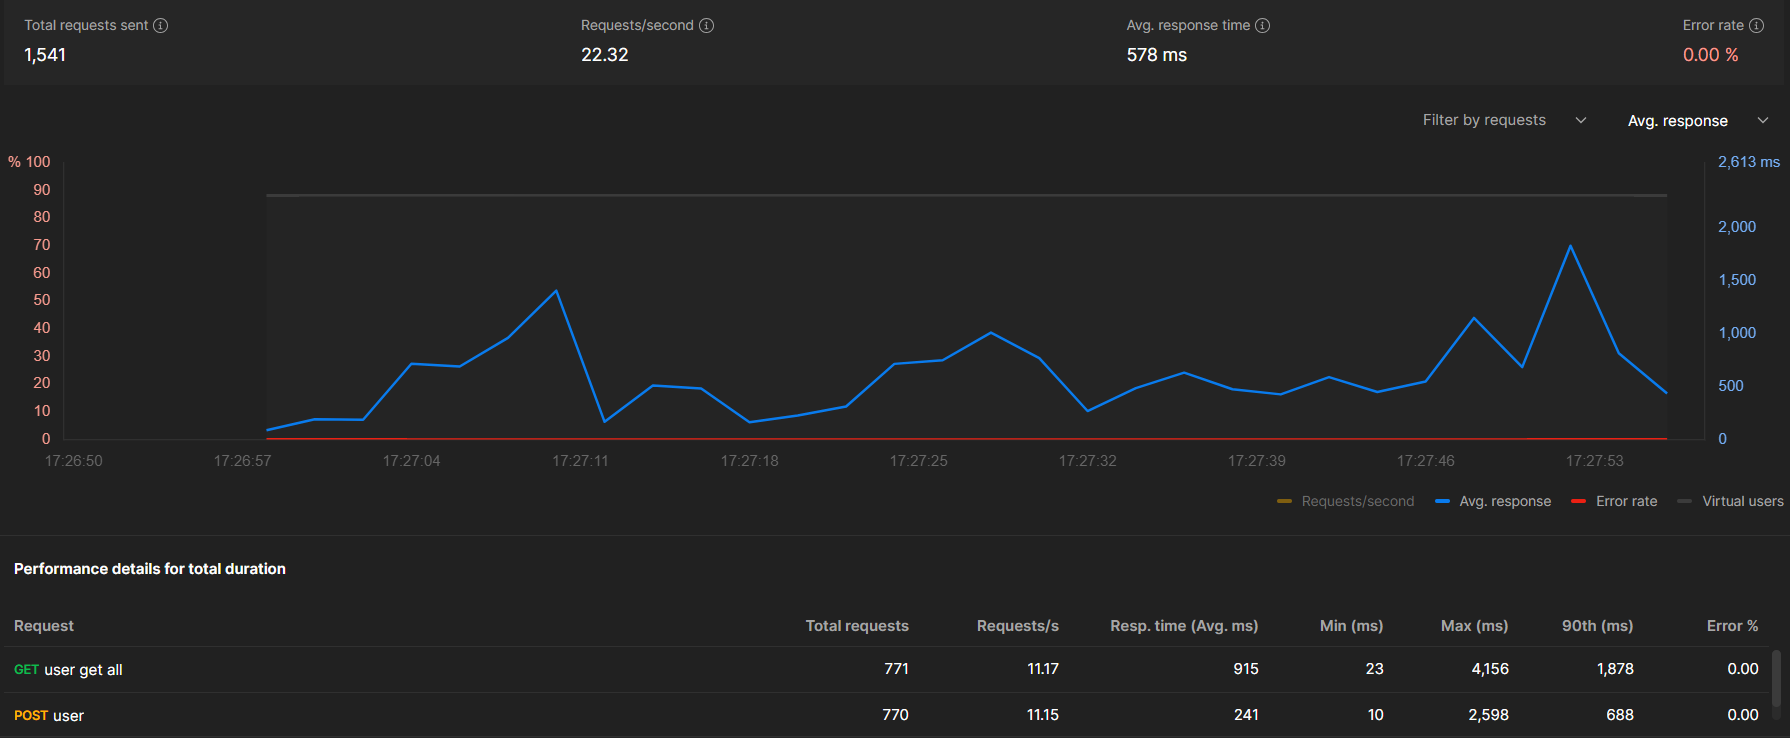 Total requests sent
Requests/second
Avg. response time
Error rate
1,541
22.32
578 ms
0.00 %
Filter by requests
Avg. response
% 100
90
80
70
60
50
40
30
20
10
0
2,613 ms
2,000
1,500
1,000
500
0
17:26:50 17:26:57 17:27:04 17:27:11 17:27:18 17:27:25 17:27:32 17:27:39 17:27:46 17:27:53
Requests/second Avg. response Error rate Virtual users
Performance details for total duration
Request Total requests Requests/s Resp. time (Avg. ms) Min (ms) Max (ms) 90th (ms) Error %
GET user get all 771 11.17 915 23 4,156 1,878 0.00
POST user 770 11.15 241 10 2,598 688 0.00